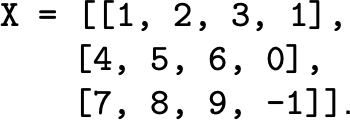 X = [[1, 2, 3, 1],
[4, 5, 6, 0],
[7, 8, 9, -1]].